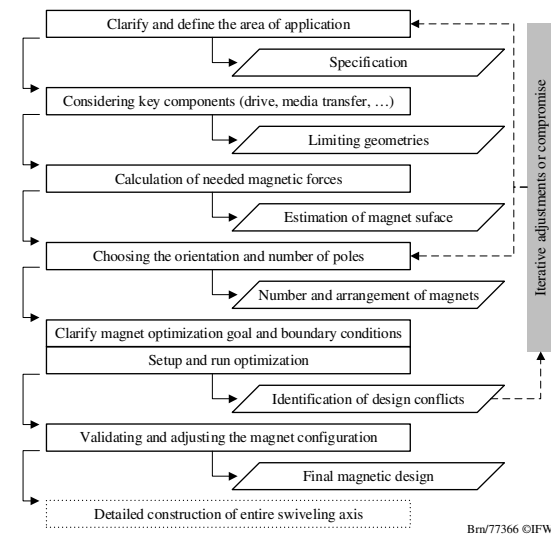 Clarify and define the area of application
Specification
Considering key components (drive, media transfer, …)
Limiting geometries
Calculation of needed magnetic forces
Estimation of magnet suface
Choosing the orientation and number of poles
Number and arrangement of magnets
Clarify magnet optimization goal and boundary conditions
Setup and run optimization
Identification of design conflicts
Validating and adjusting the magnet configuration
Final magnetic design
Detailed construction of entire swiveling axis
Iterative adjustments or compromise
Brn/77366 ©IFW